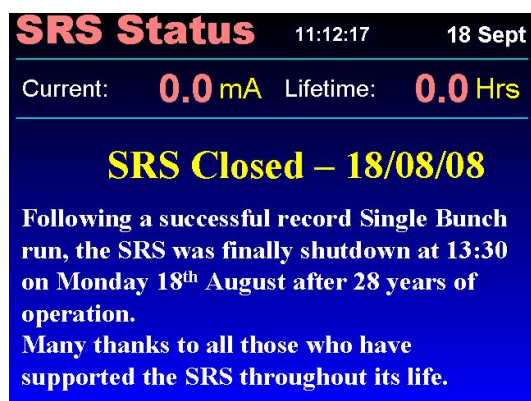 SRS Status 11:12:17 18 Sept
Current: 0.0 mA Lifetime: 0.0 Hrs
SRS Closed – 18/08/08
Following a successful record Single Bunch
run, the SRS was finally shutdown at 13:30
on Monday 18th August after 28 years of
operation.
Many thanks to all those who have
supported the SRS throughout its life.